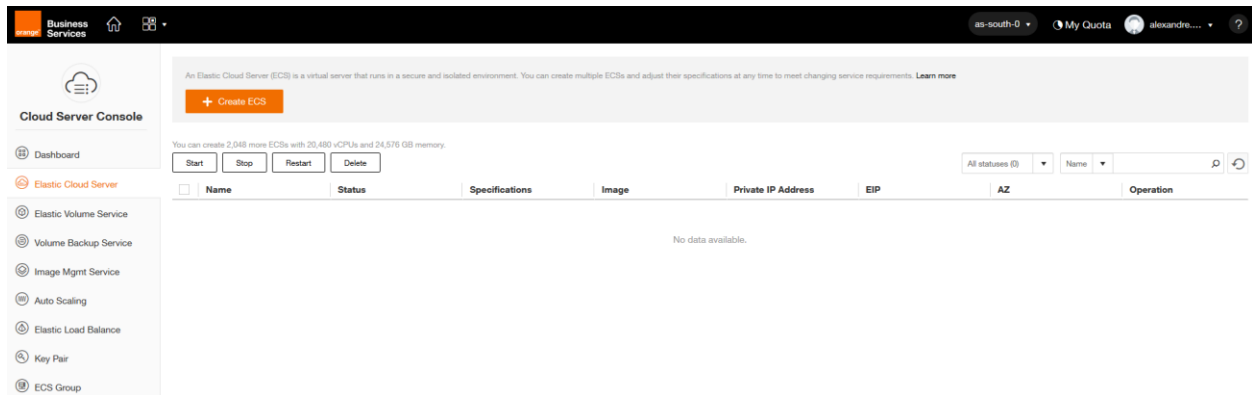 orange
Business
Services
as-south-0
My Quota
alexandre....
?
Cloud Server Console
Dashboard
Elastic Cloud Server
Elastic Volume Service
Volume Backup Service
Image Mgmt Service
Auto Scaling
Elastic Load Balance
Key Pair
ECS Group
An Elastic Cloud Server (ECS) is a virtual server that runs in a secure and isolated environment. You can create multiple ECSs and adjust their specifications at any time to meet changing service requirements. Learn more
+ Create ECS
You can create 2,048 more ECSs with 20,480 vCPUs and 24,576 GB memory.
Start Stop Restart Delete All statuses (0) Name
Name Status Specifications Image Private IP Address EIP AZ Operation
No data available.